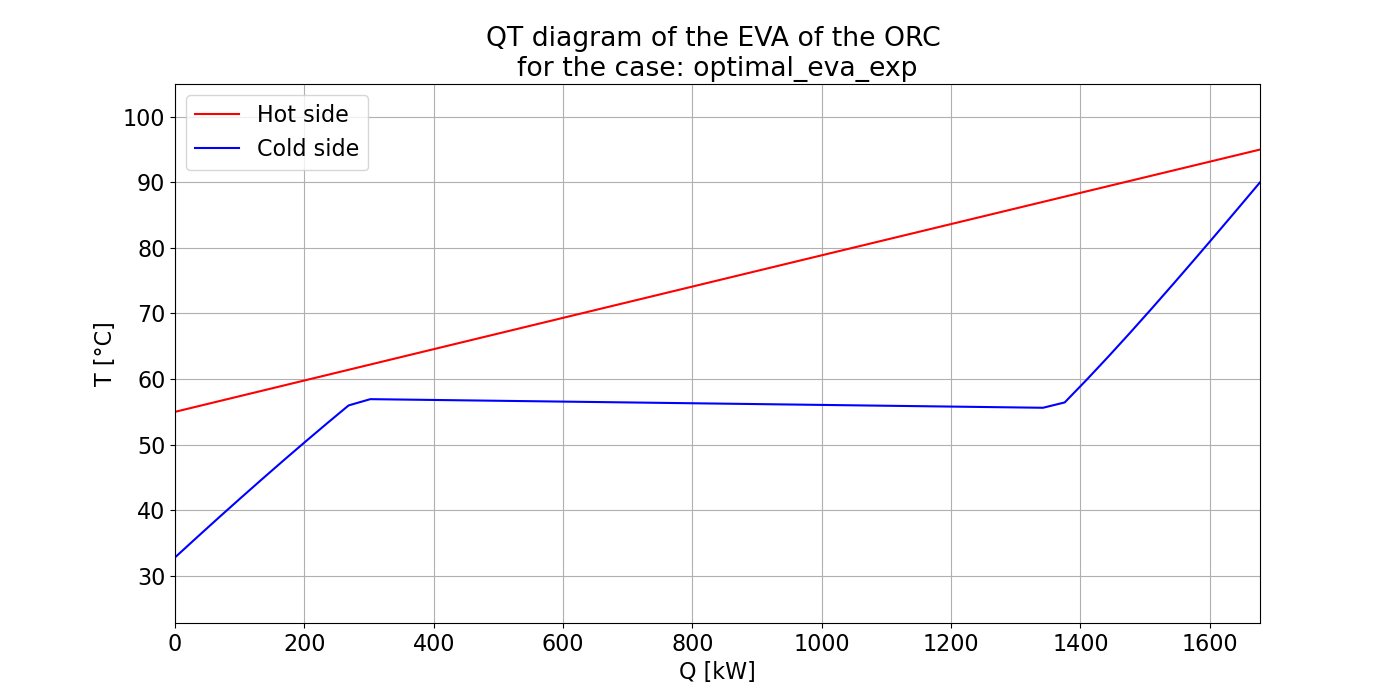 QT diagram of the EVA of the ORC
for the case: optimal_eva_exp
Hot side
Cold side
T [°C]
100
90
80
70
60
50
40
30
0 200 400 600 800 1000 1200 1400 1600
Q [kW]